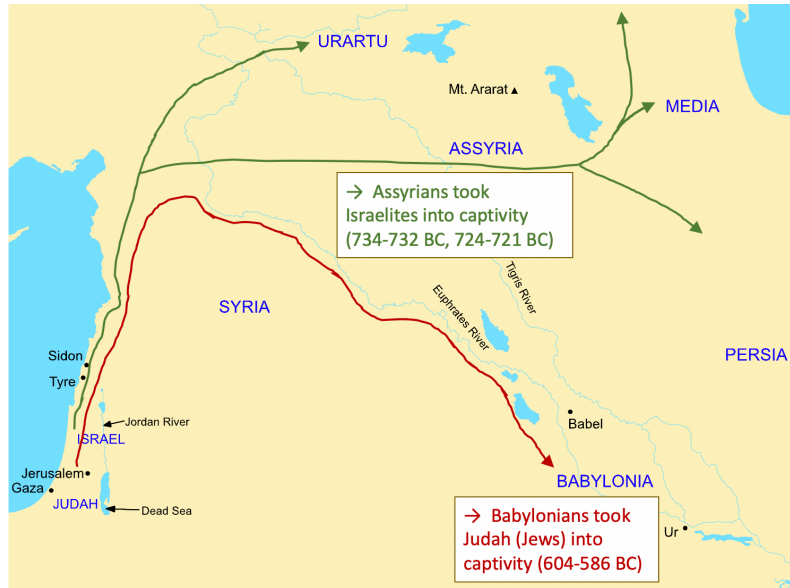 URARTU
Mt. Ararat
MEDIA
ASSYRIA
→ Assyrians took
Israelites into captivity
(734-732 BC, 724-721 BC)
Tigris River
Euphrates River
SYRIA
PERSIA
Sidon
Tyre
Jordan River
ISRAEL
Babel
Jerusalem
Gaza
JUDAH
Dead Sea
BABYLONIA
→ Babylonians took
Judah (Jews) into
captivity (604-586 BC)
Ur